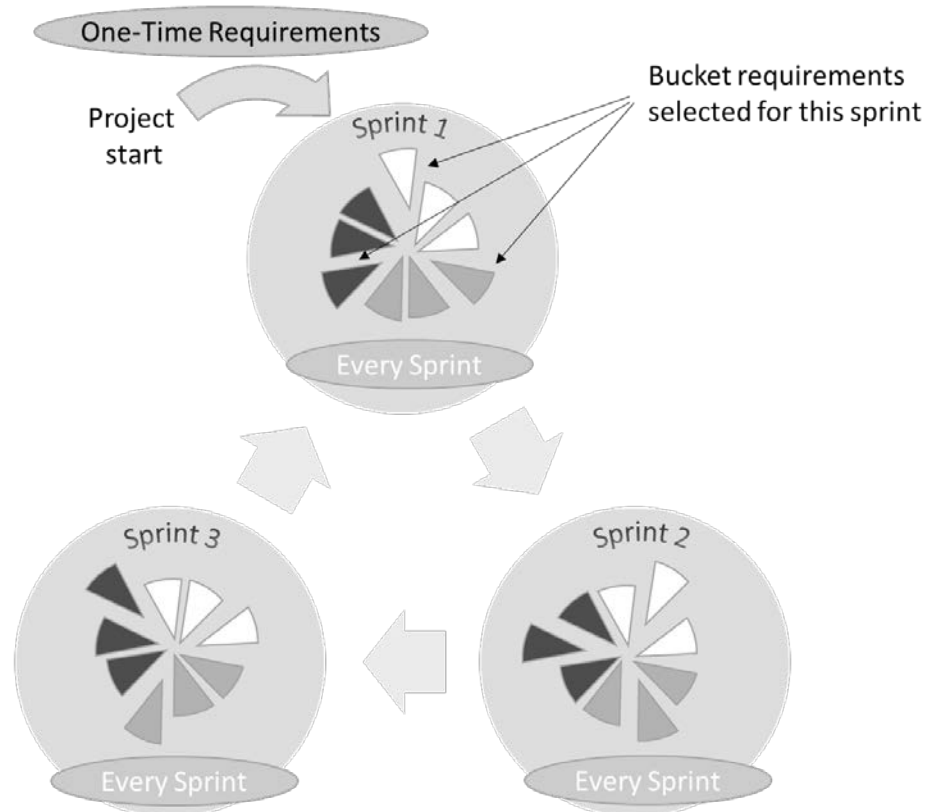 One-Time Requirements
Project
start
Bucket requirements
selected for this sprint
Sprint 1
Every Sprint
Sprint 3
Sprint 2
Every Sprint
Every Sprint